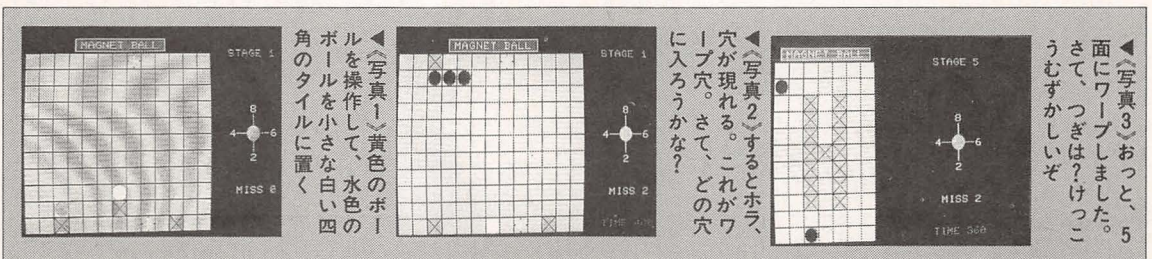 ◀《写真3》おっと、5
面にワープしました。
さて、つぎは?けっこ
うむずかしいぞ
MAGNET BALL
STAGE 5
8
4 6
2
MISS 2
TIME 360
◀《写真2》するとホラ、
穴が現れる。これがワ
ープ穴。さて、どの穴
に入ろうかな?
MAGNET BALL
STAGE 1
8
4 6
2
MISS 2
◀《写真1》黄色のボー
ルを操作して、水色の
ボールを小さな白い四
角のタイルに置く
MAGNET BALL
STAGE 1
8
4 6
2
MISS 0